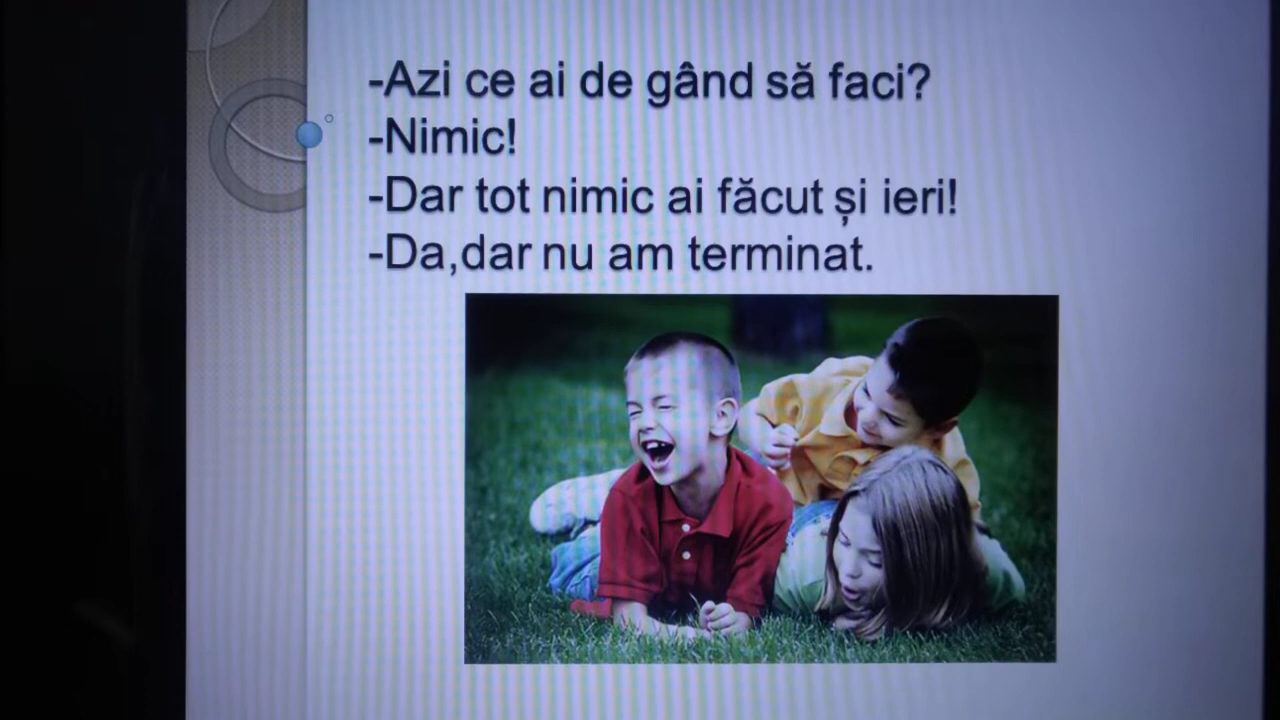 -Azi ce ai de gând să faci?
-Nimic!
-Dar tot nimic ai făcut și ieri!
-Da,dar nu am terminat.